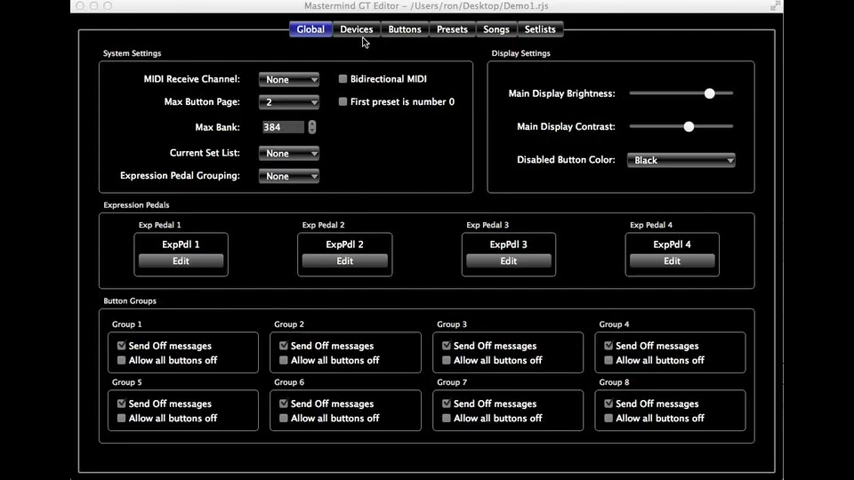 Mastermind GT Editor - /Users/ron/Desktop/Demo1.rjs
Global Devices Buttons Presets Songs Setlists
System Settings
MIDI Receive Channel: None
Bidirectional MIDI
Max Button Page: 2
First preset is number 0
Max Bank: 384
Current Set List: None
Expression Pedal Grouping: None
Display Settings
Main Display Brightness:
Main Display Contrast:
Disabled Button Color: Black
Expression Pedals
Exp Pedal 1 Exp Pedal 2 Exp Pedal 3 Exp Pedal 4
ExpPdl 1 ExpPdl 2 ExpPdl 3 ExpPdl 4
Edit Edit Edit Edit
Button Groups
Group 1 Group 2 Group 3 Group 4
Send Off messages Send Off messages Send Off messages Send Off messages
Allow all buttons off Allow all buttons off Allow all buttons off Allow all buttons off
Group 5 Group 6 Group 7 Group 8
Send Off messages Send Off messages Send Off messages Send Off messages
Allow all buttons off Allow all buttons off Allow all buttons off Allow all buttons off